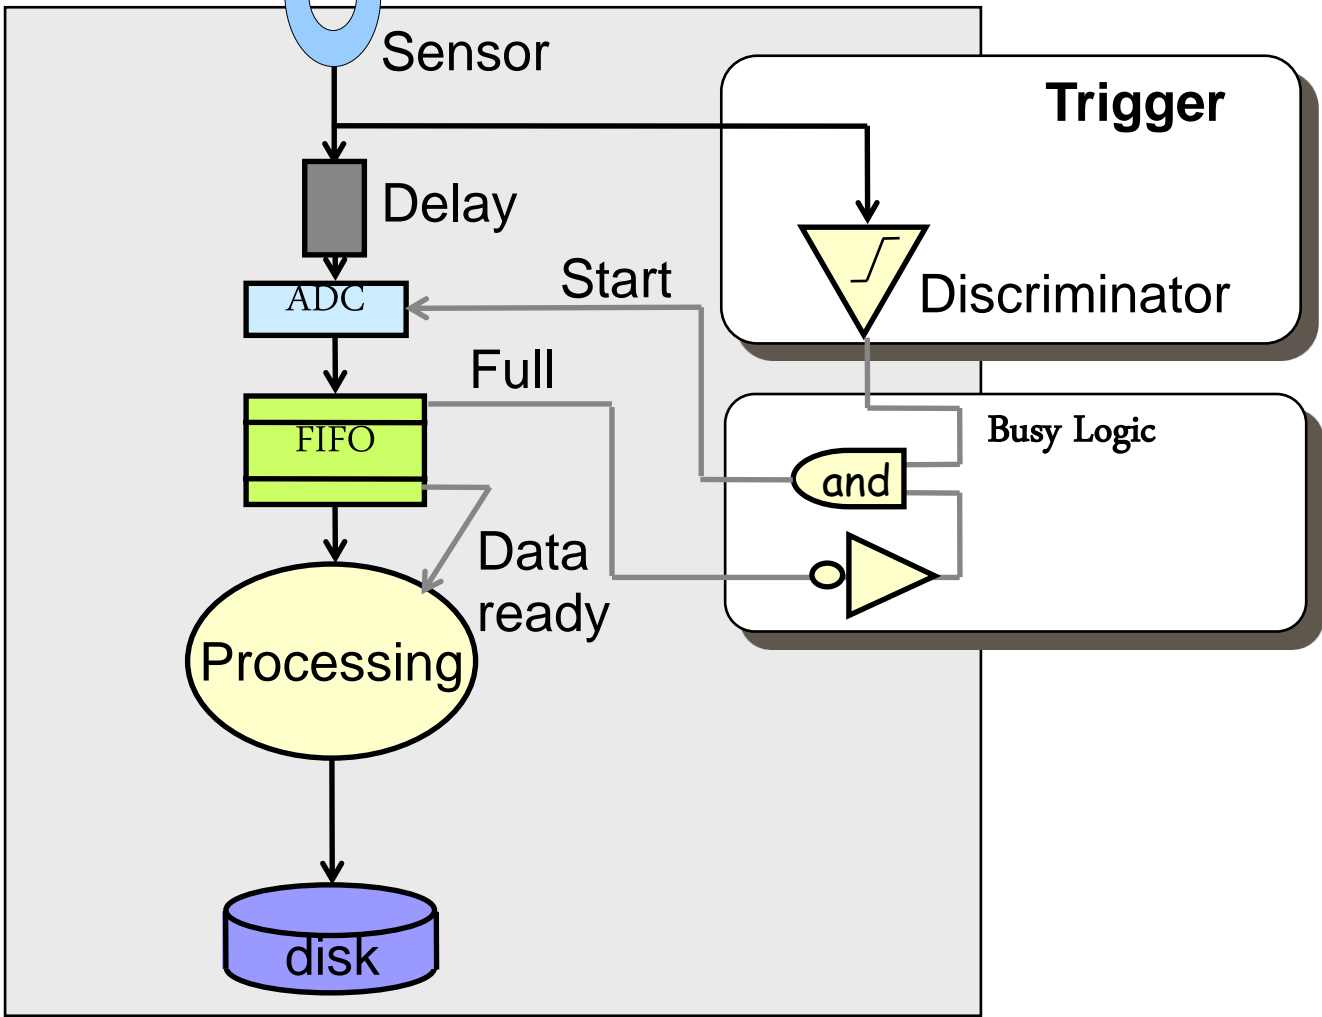 Sensor
Trigger
Delay
Start
ADC
Discriminator
Full
FIFO
Busy Logic
and
Data
ready
Processing
disk